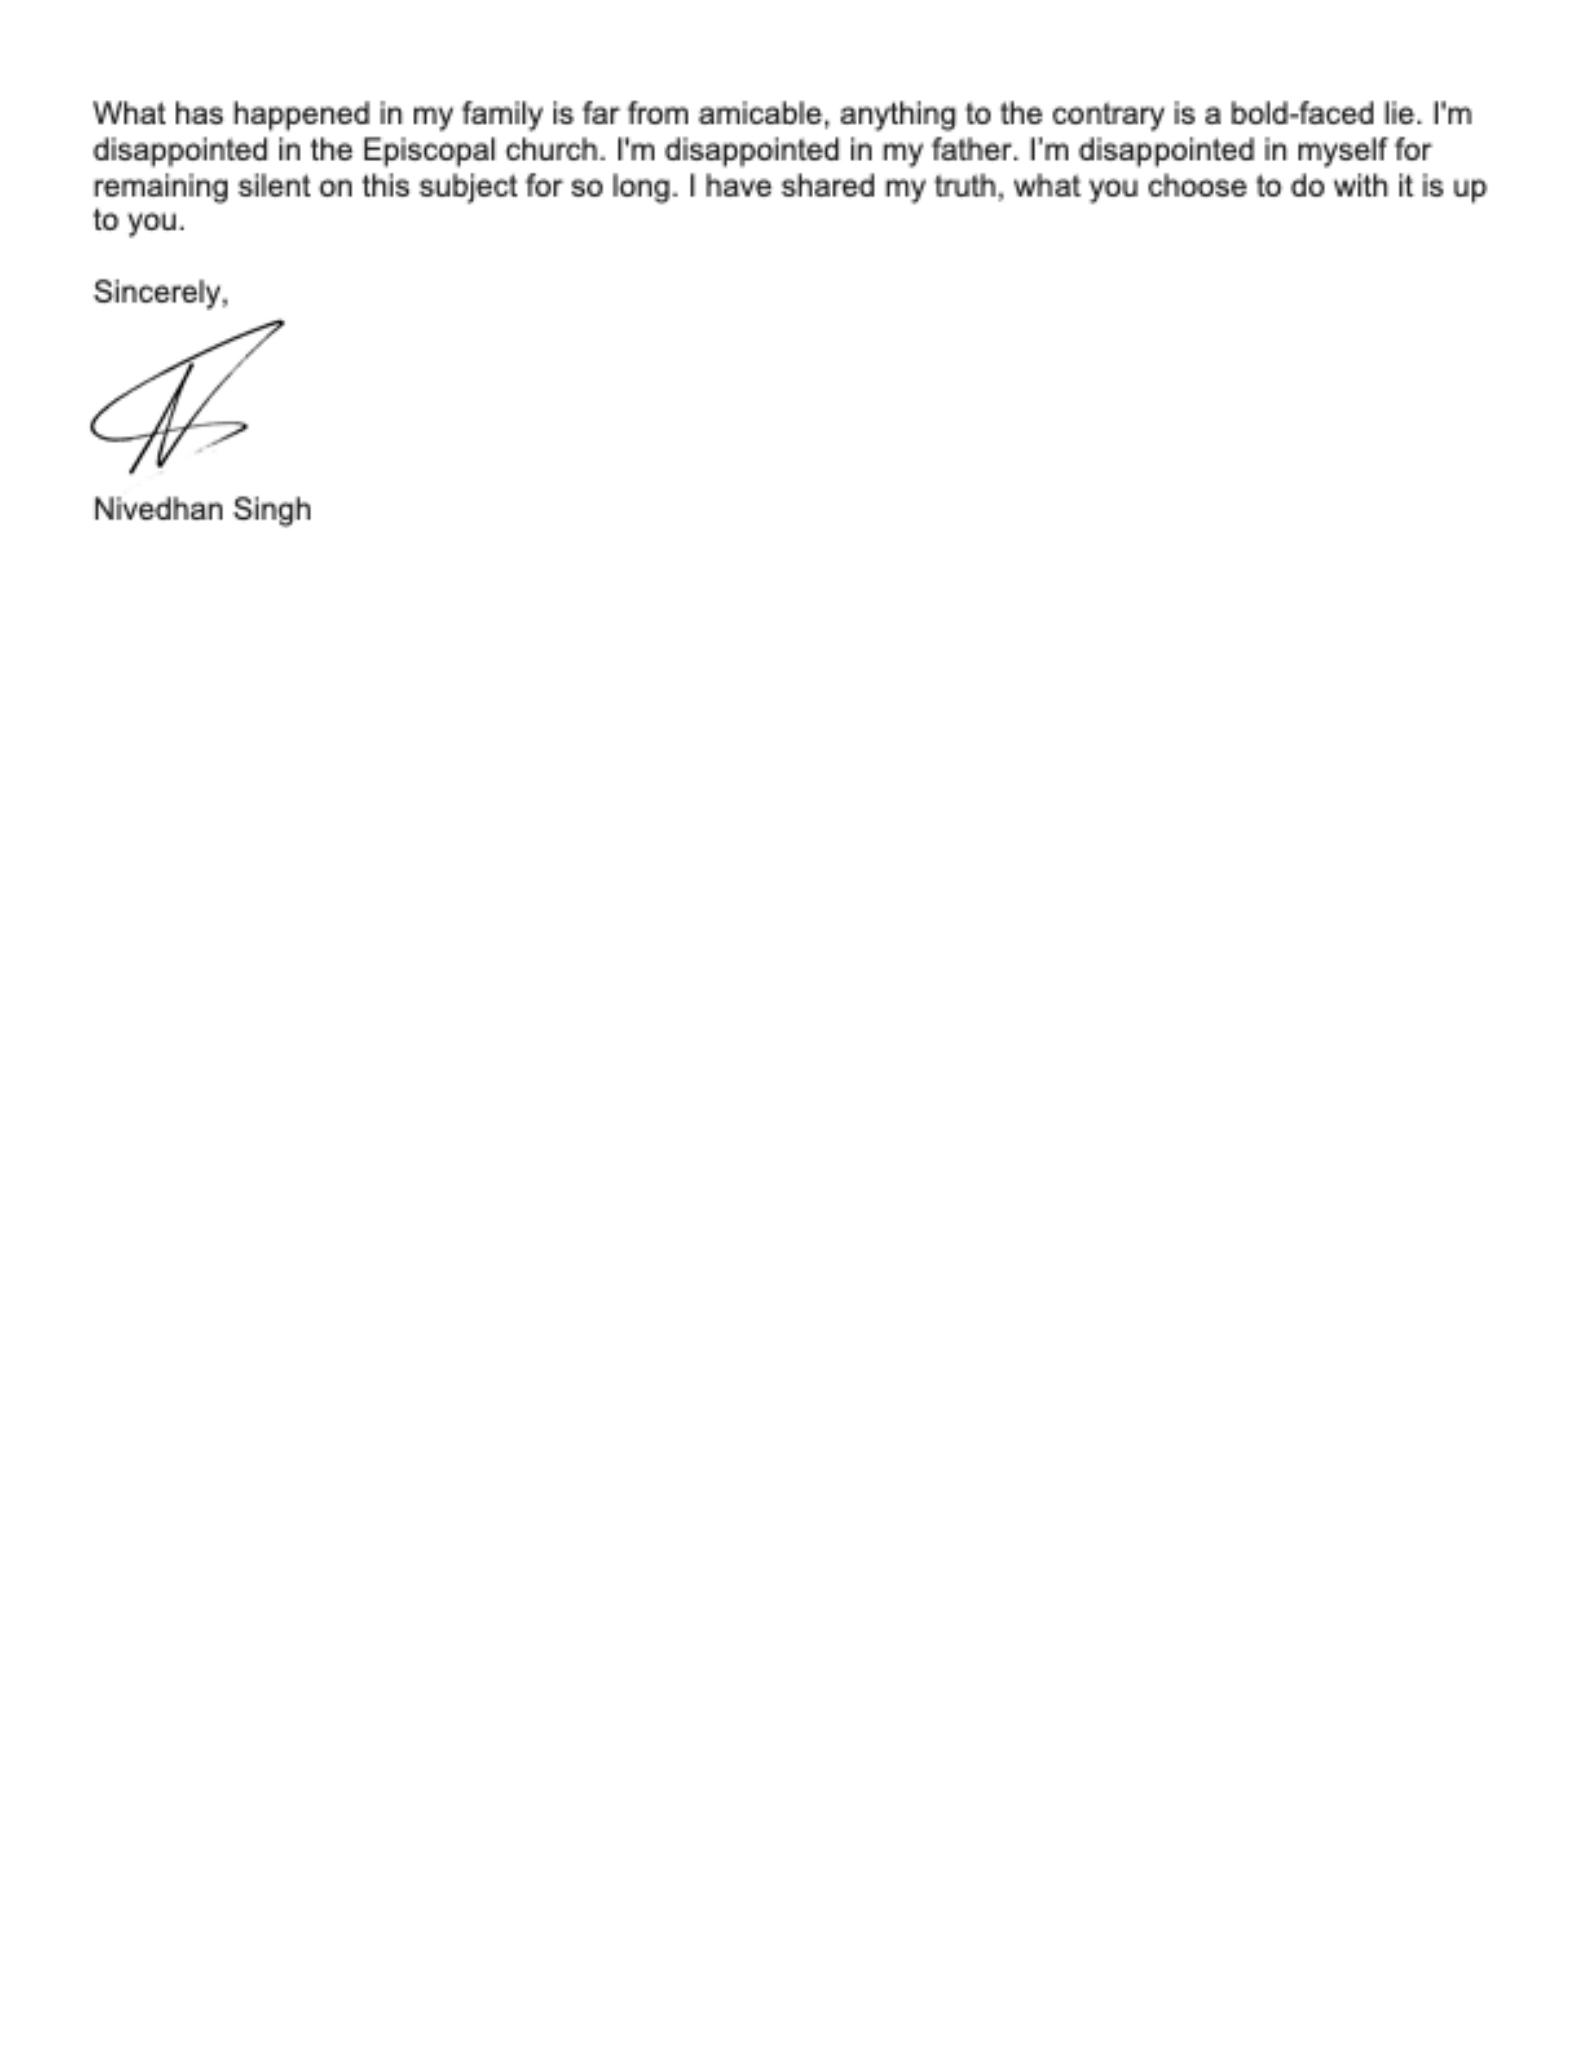 What has happened in my family is far from amicable, anything to the contrary is a bold-faced lie. I'm
disappointed in the Episcopal church. I'm disappointed in my father. I'm disappointed in myself for
remaining silent on this subject for so long. I have shared my truth, what you choose to do with it is up
to you.
Sincerely,
Nivedhan Singh